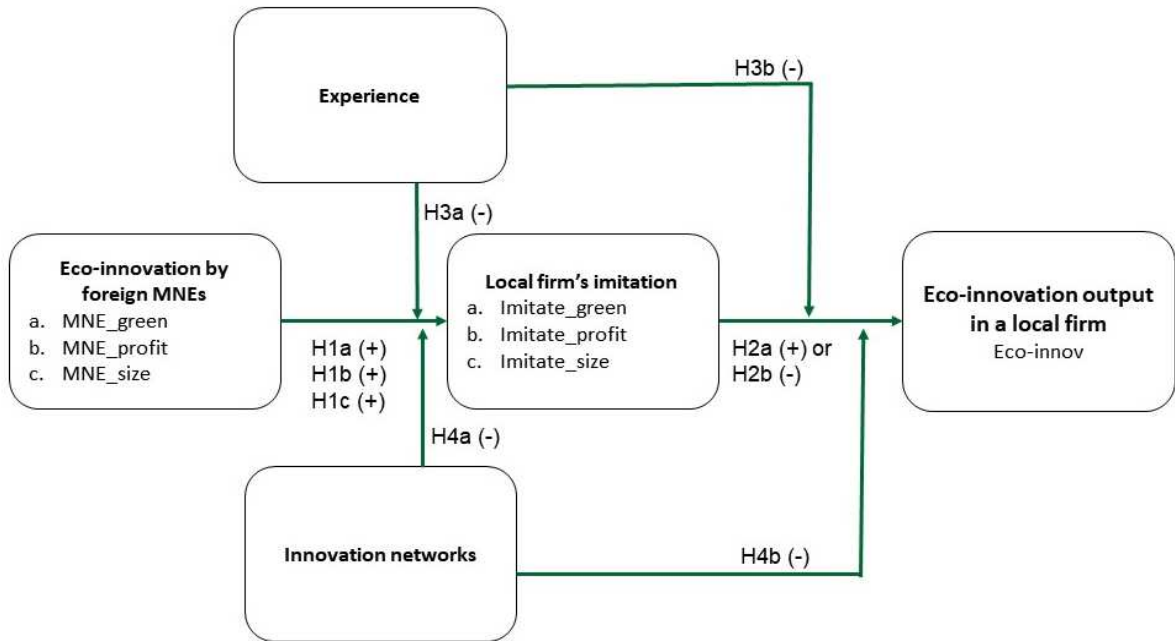 Experience
H3b (-)
H3a (-)
Eco-innovation by
foreign MNEs
a. MNE_green
b. MNE_profit
c. MNE_size
H1a (+)
H1b (+)
H1c (+)
Local firm's imitation
a. Imitate_green
b. Imitate_profit
c. Imitate_size
H2a (+) or
H2b (-)
Eco-innovation output
in a local firm
Eco-innov
H4a (-)
Innovation networks
H4b (-)